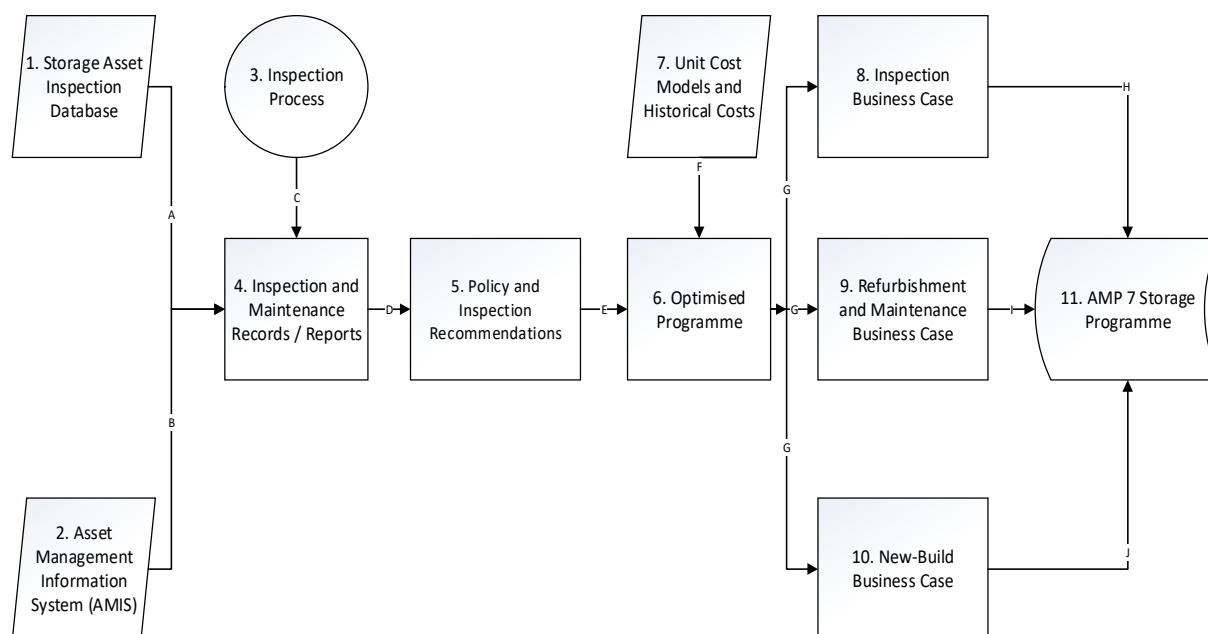 1. Storage Asset
Inspection
Database
3. Inspection
Process
7. Unit Cost
Models and
Historical Costs
8. Inspection
Business Case
H
F
G
A
C
4. Inspection and
Maintenance
Records / Reports
D
5. Policy and
Inspection
Recommendations
E
6. Optimised
Programme
G
9. Refurbishment
and Maintenance
Business Case
I
11. AMP 7 Storage
Programme
B
G
2. Asset
Management
Information
System (AMIS)
10. New-Build
Business Case
J